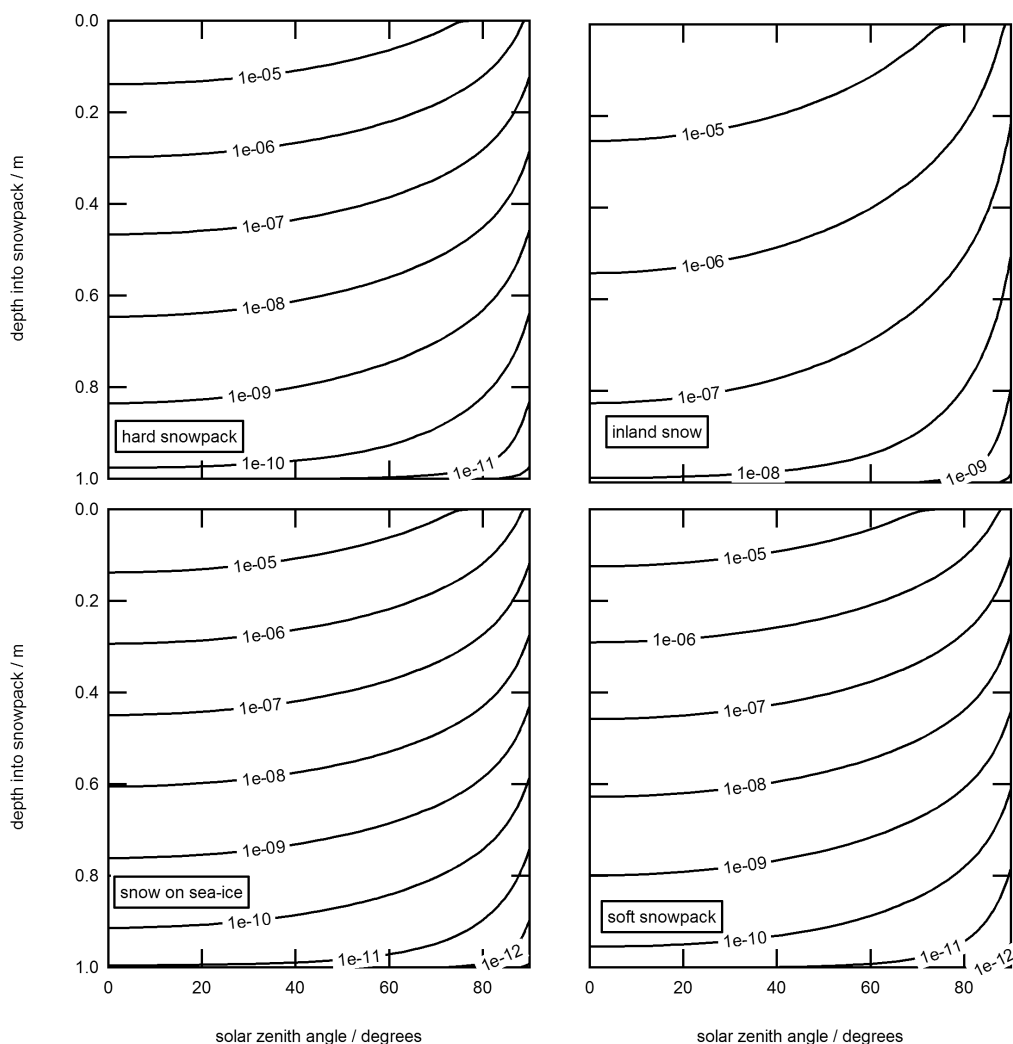 0.0
0.2
0.4
0.6
0.8
1.0
depth into snowpack / m
1e-05
1e-06
1e-07
1e-08
1e-09
1e-10
1e-11
hard snowpack
1e-05
1e-06
1e-07
1e-08
1e-09
inland snow
0.0
0.2
0.4
0.6
0.8
1.0
depth into snowpack / m
1e-05
1e-06
1e-07
1e-08
1e-09
1e-10
1e-11
1e-12
snow on sea-ice
0 20 40 60 80
solar zenith angle / degrees
1e-05
1e-06
1e-07
1e-08
1e-09
1e-10
1e-11
1e-12
soft snowpack
0 20 40 60 80
solar zenith angle / degrees